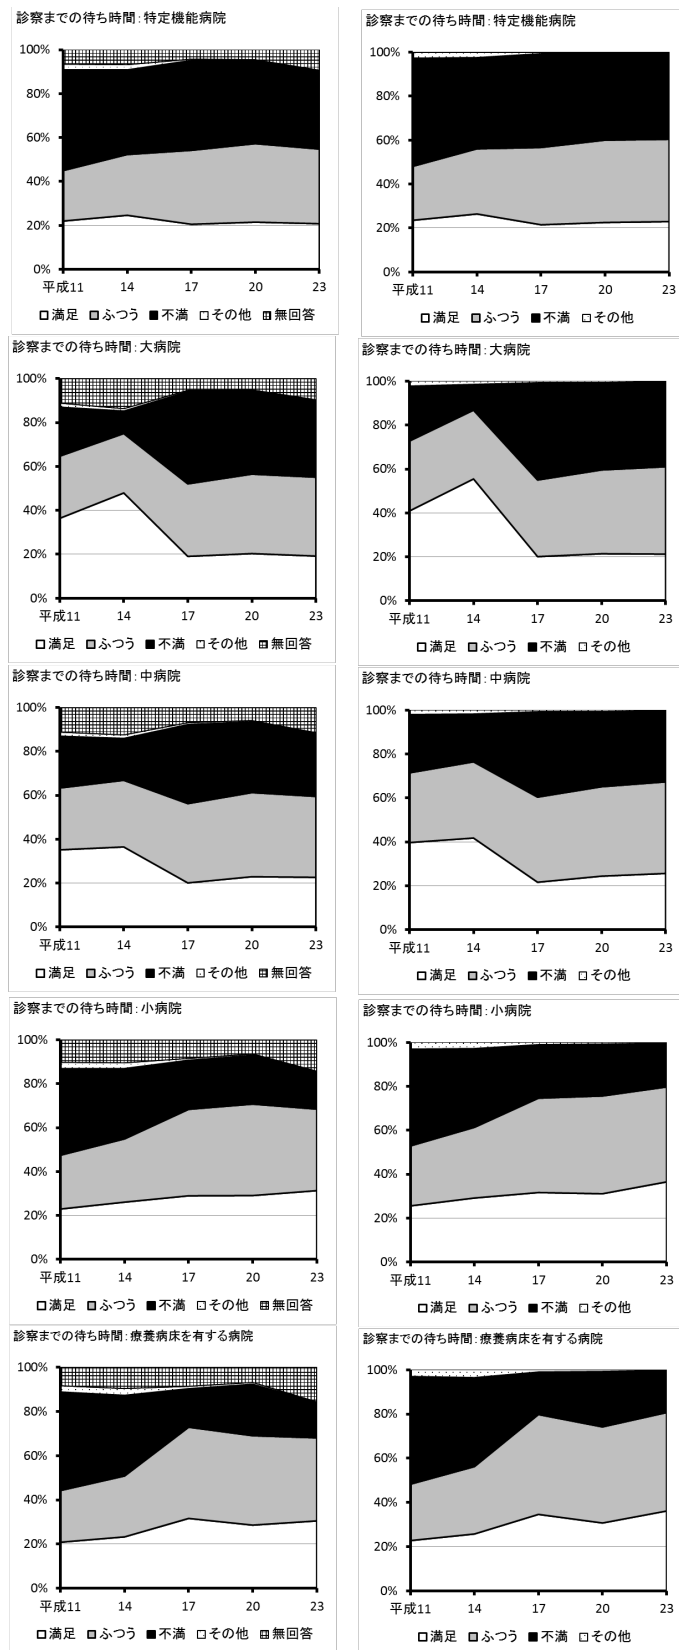 診察までの待ち時間：特定機能病院
100%
80%
60%
40%
20%
0%
平成11 14 17 20 23
□満足 ■ふつう ■不満 □その他 ⊞無回答
診察までの待ち時間：特定機能病院
100%
80%
60%
40%
20%
0%
平成11 14 17 20 23
□満足 ■ふつう ■不満 □その他
診察までの待ち時間：大病院
100%
80%
60%
40%
20%
0%
平成11 14 17 20 23
□満足 ■ふつう ■不満 □その他 ⊞無回答
診察までの待ち時間：大病院
100%
80%
60%
40%
20%
0%
平成11 14 17 20 23
□満足 ■ふつう ■不満 □その他
診察までの待ち時間：中病院
100%
80%
60%
40%
20%
0%
平成11 14 17 20 23
□満足 ■ふつう ■不満 □その他 ⊞無回答
診察までの待ち時間：中病院
100%
80%
60%
40%
20%
0%
平成11 14 17 20 23
□満足 ■ふつう ■不満 □その他
診察までの待ち時間：小病院
100%
80%
60%
40%
20%
0%
平成11 14 17 20 23
□満足 ■ふつう ■不満 □その他 ⊞無回答
診察までの待ち時間：小病院
100%
80%
60%
40%
20%
0%
平成11 14 17 20 23
□満足 ■ふつう ■不満 □その他
診察までの待ち時間：療養病床を有する病院
100%
80%
60%
40%
20%
0%
平成11 14 17 20 23
□満足 ■ふつう ■不満 □その他 ⊞無回答
診察までの待ち時間：療養病床を有する病院
100%
80%
60%
40%
20%
0%
平成11 14 17 20 23
□満足 ■ふつう ■不満 □その他